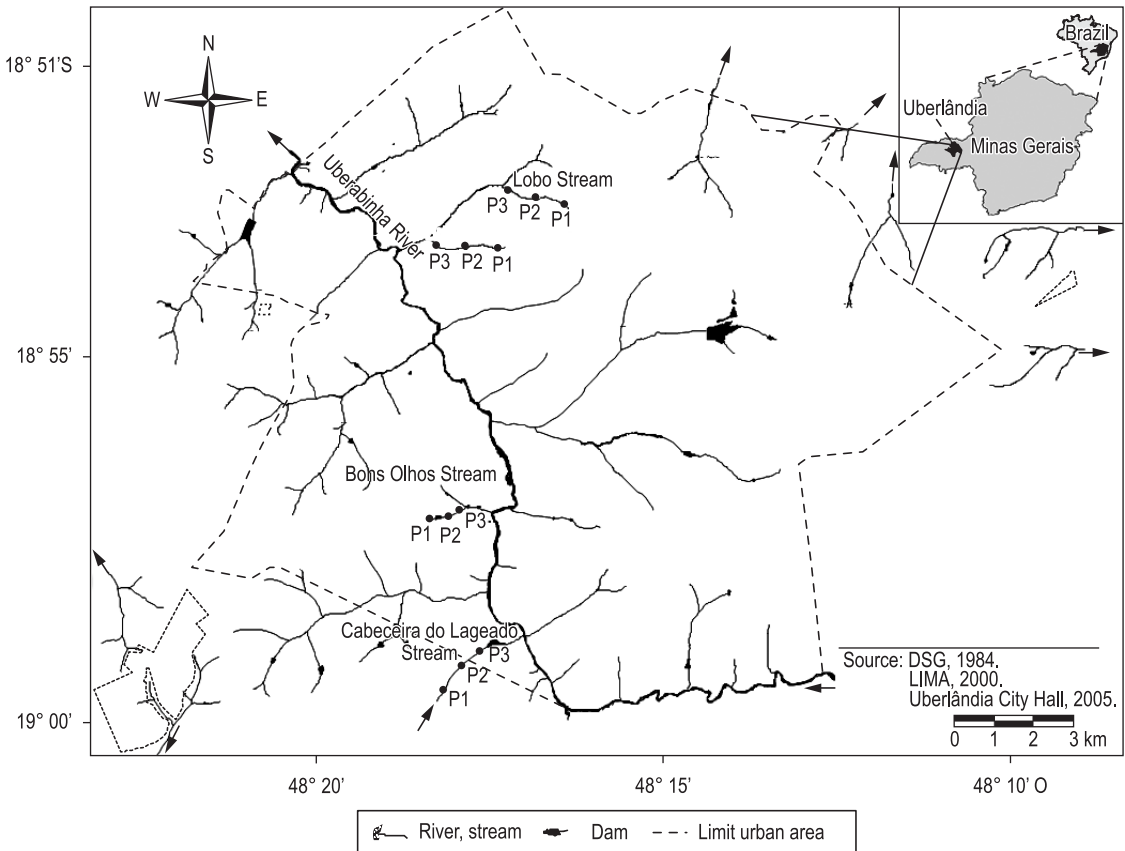 18° 51'S
N
W
E
S
Brazil
Uberlândia
Minas Gerais
Uberabinha River
Lobo Stream
P3
P2
P1
P3
P2
P1
18° 55'
Bons Olhos Stream
P1
P2
P3
Cabeceira do Lageado
Stream
P3
P2
P1
Source: DSG, 1984.
LIMA, 2000.
Uberlândia City Hall, 2005.
0 1 2 3 km
19° 00'
48° 20'
48° 15'
48° 10' O
River, stream
Dam
Limit urban area